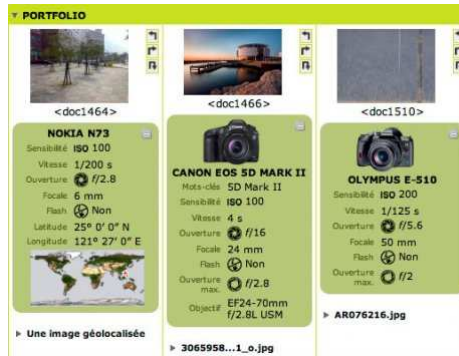 PORTFOLIO
<doc1464>
NOKIA N73
Sensibilité ISO 100
Vitesse 1/200 s
Ouverture f/2.8
Focale 6 mm
Flash Non
Latitude 25° 0' 0" N
Longitude 121° 27' 0" E
Une image géolocalisée
<doc1466>
CANON EOS 5D MARK II
Mots-clés 5D Mark II
Sensibilité ISO 100
Vitesse 4 s
Ouverture f/16
Focale 24 mm
Flash Non
Ouverture max. f/2.8
Objectif EF24-70mm
f/2.8L USM
3065958...1_o.jpg
<doc1510>
OLYMPUS E-510
Sensibilité ISO 200
Vitesse 1/125 s
Ouverture f/5.6
Focale 50 mm
Flash Non
Ouverture max. f/2
AR076216.jpg